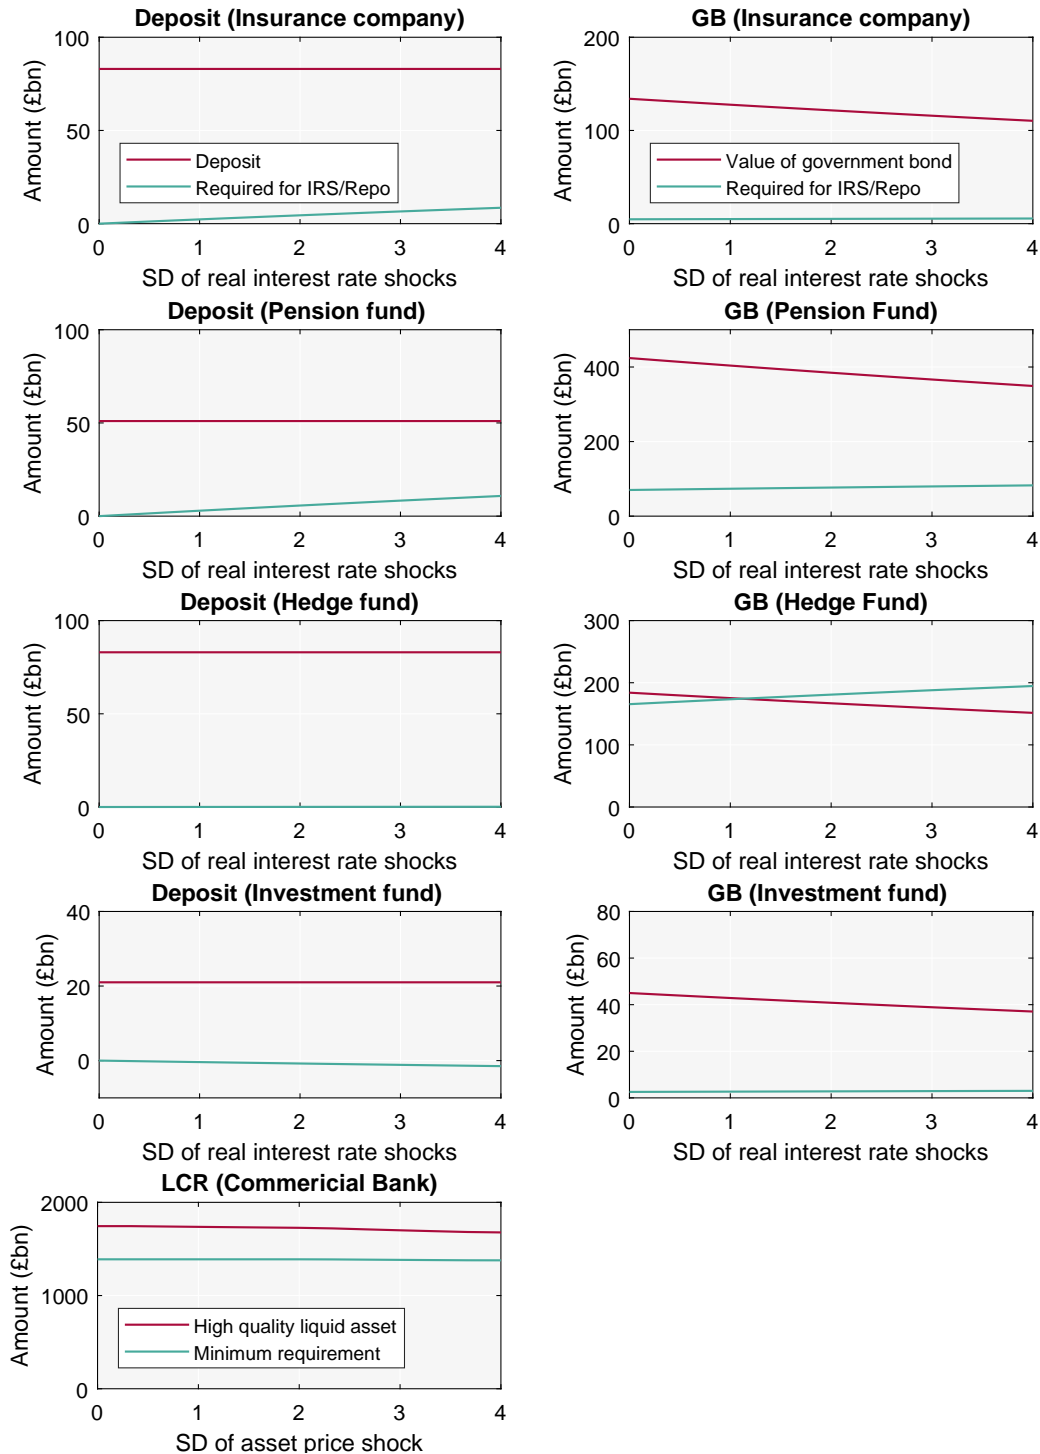 Deposit (Insurance company)
Amount (£bn)
100
50
0
Deposit
Required for IRS/Repo
0 1 2 3 4
SD of real interest rate shocks
GB (Insurance company)
Amount (£bn)
200
100
0
Value of government bond
Required for IRS/Repo
0 1 2 3 4
SD of real interest rate shocks
Deposit (Pension fund)
Amount (£bn)
100
50
0
0 1 2 3 4
SD of real interest rate shocks
GB (Pension Fund)
Amount (£bn)
400
200
0
0 1 2 3 4
SD of real interest rate shocks
Deposit (Hedge fund)
Amount (£bn)
100
50
0
0 1 2 3 4
SD of real interest rate shocks
GB (Hedge Fund)
Amount (£bn)
300
200
100
0
0 1 2 3 4
SD of real interest rate shocks
Deposit (Investment fund)
Amount (£bn)
40
20
0
0 1 2 3 4
SD of real interest rate shocks
GB (Investment fund)
Amount (£bn)
80
60
40
20
0
0 1 2 3 4
SD of real interest rate shocks
LCR (Commericial Bank)
Amount (£bn)
2000
1000
0
High quality liquid asset
Minimum requirement
0 1 2 3 4
SD of asset price shock